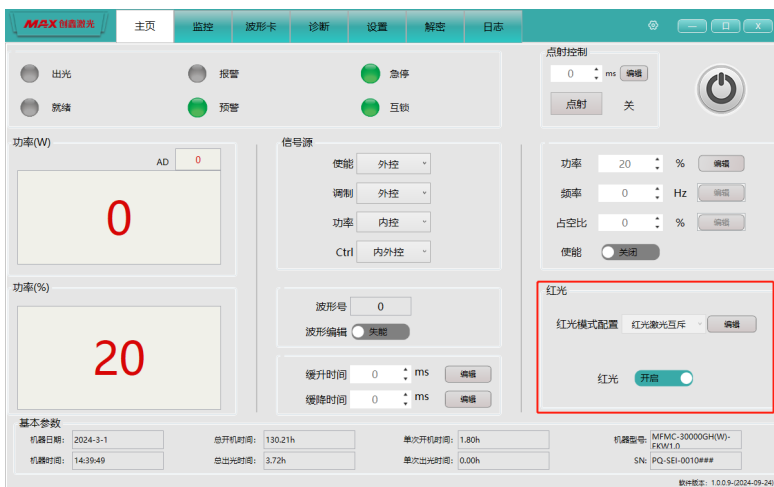 MAX 创鑫激光 主页 监控 波形卡 诊断 设置 解密 日志
点射控制
出光 报警 急停 0 ms 编辑
就绪 预警 互锁 点射 关
功率(W) 信号源
AD 0 使能 外控 功率 20 % 编辑
0 调制 外控 频率 0 Hz 编辑
功率 内控 占空比 0 % 编辑
Ctrl 内外控 使能 关闭
功率(%) 红光
波形号 0
波形编辑 失能 红光模式配置 红光激光互斥 编辑
20 缓升时间 0 ms 编辑 红光 开启
缓降时间 0 ms 编辑
基本参数
机器日期: 2024-3-1 总开机时间: 130.21h 单次开机时间: 1.80h 机器型号: MFMC-30000GH(W)-FKW1.0
机器时间: 14:39:49 总出光时间: 3.72h 单次出光时间: 0.00h SN: PQ-SEI-0010###
软件版本: 1.0.0.9-(2024-09-24)